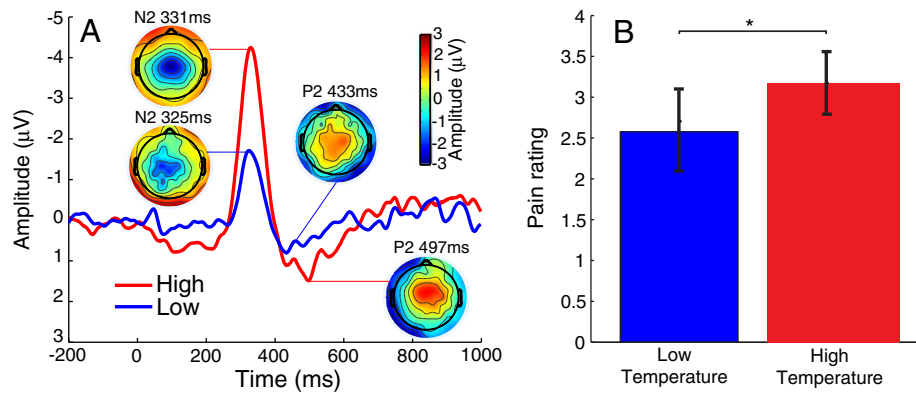 A
N2 331ms
N2 325ms
P2 433ms
P2 497ms
3
2
1
0
-1
-2
-3
Amplitude (μV)
-5
-4
-3
-2
-1
0
1
2
3
Amplitude (μV)
High
Low
-200
0
200
400
600
800
1000
Time (ms)
B
*
4
3.5
3
2.5
2
1.5
1
0.5
0
Pain rating
Low
Temperature
High
Temperature